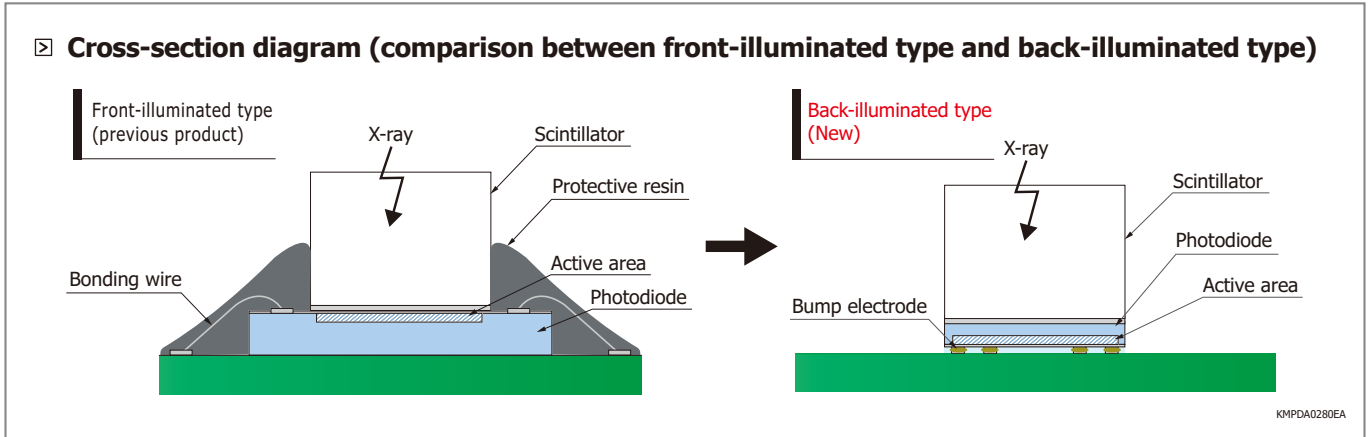 Cross-section diagram (comparison between front-illuminated type and back-illuminated type)
Front-illuminated type
(previous product)
X-ray
Scintillator
Protective resin
Bonding wire
Active area
Photodiode
Back-illuminated type
(New)
X-ray
Scintillator
Photodiode
Active area
Bump electrode
KMPDA0280EA